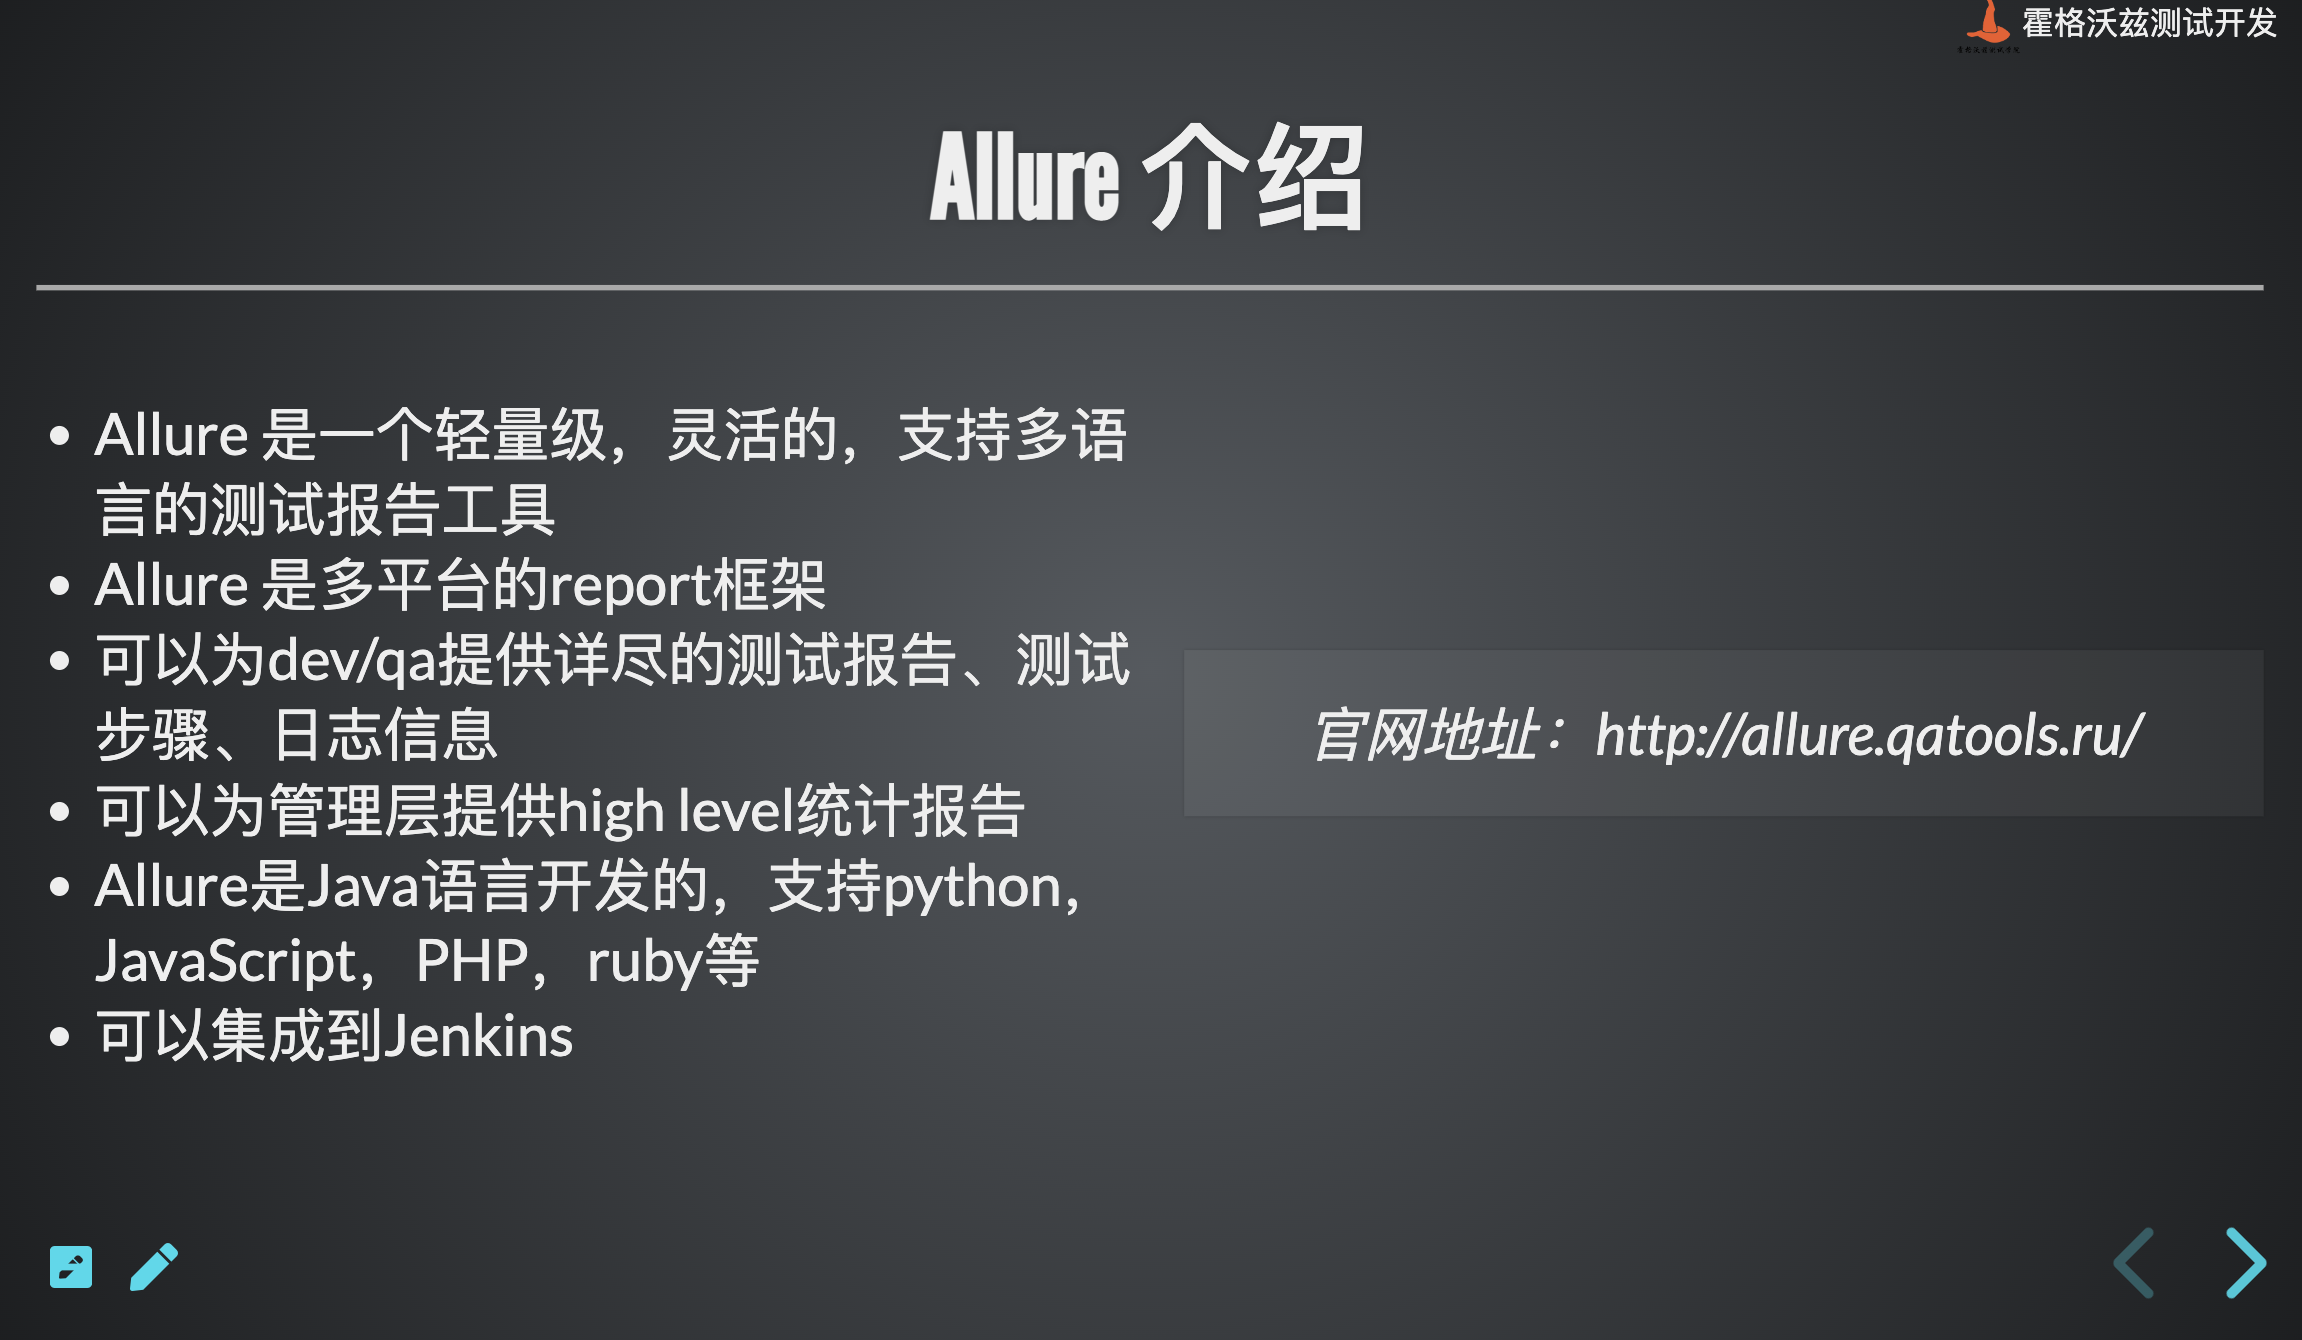 霍格沃兹测试开发
Allure 介绍
Allure 是一个轻量级，灵活的，支持多语
言的测试报告工具
Allure 是多平台的report框架
可以为dev/qa提供详尽的测试报告、测试
步骤、日志信息
可以为管理层提供high level统计报告
Allure是Java语言开发的，支持python，
JavaScript，PHP，ruby等
可以集成到Jenkins
官网地址：http://allure.qatools.ru/